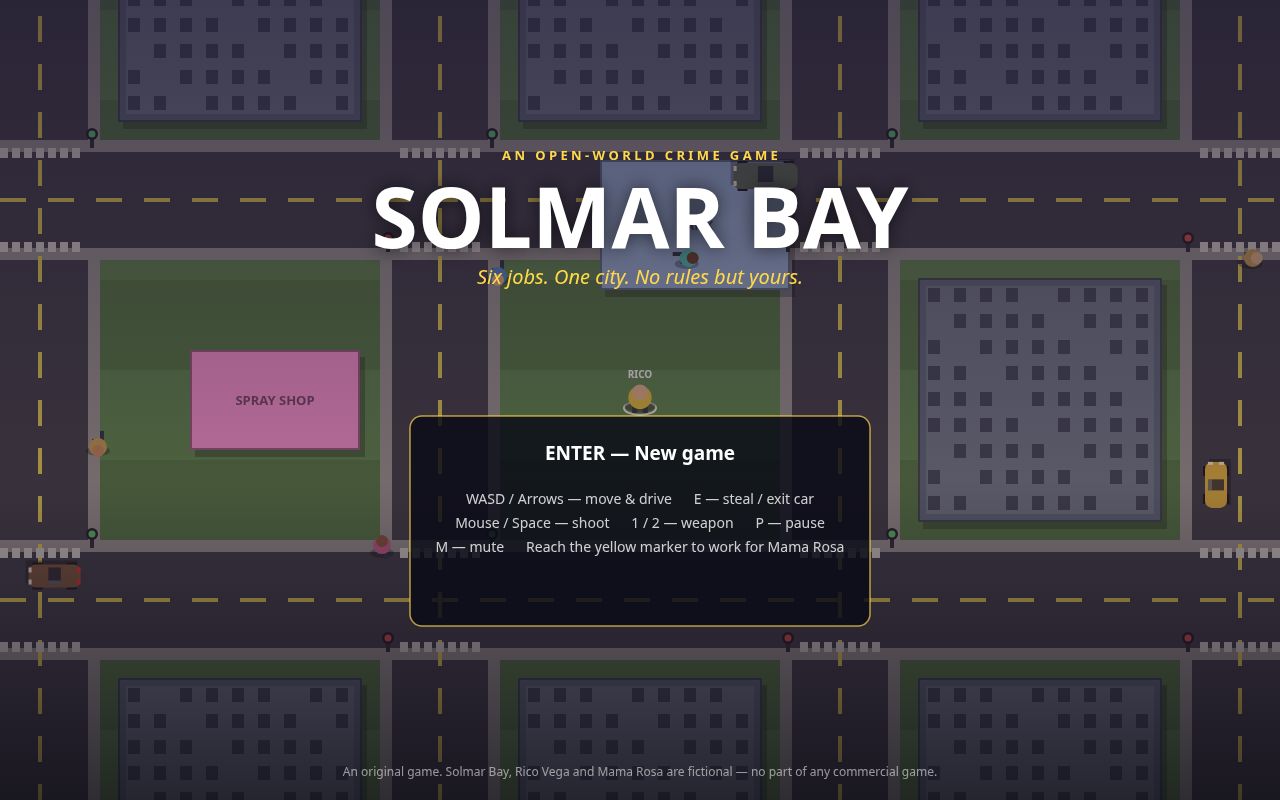 AN OPEN-WORLD CRIME GAME
SOLMAR BAY
Six jobs. One city. No rules but yours.
RICO
SPRAY SHOP
ENTER — New game
WASD / Arrows — move & drive E — steal / exit car
Mouse / Space — shoot 1 / 2 — weapon P — pause
M — mute Reach the yellow marker to work for Mama Rosa
An original game. Solmar Bay, Rico Vega and Mama Rosa are fictional — no part of any commercial game.